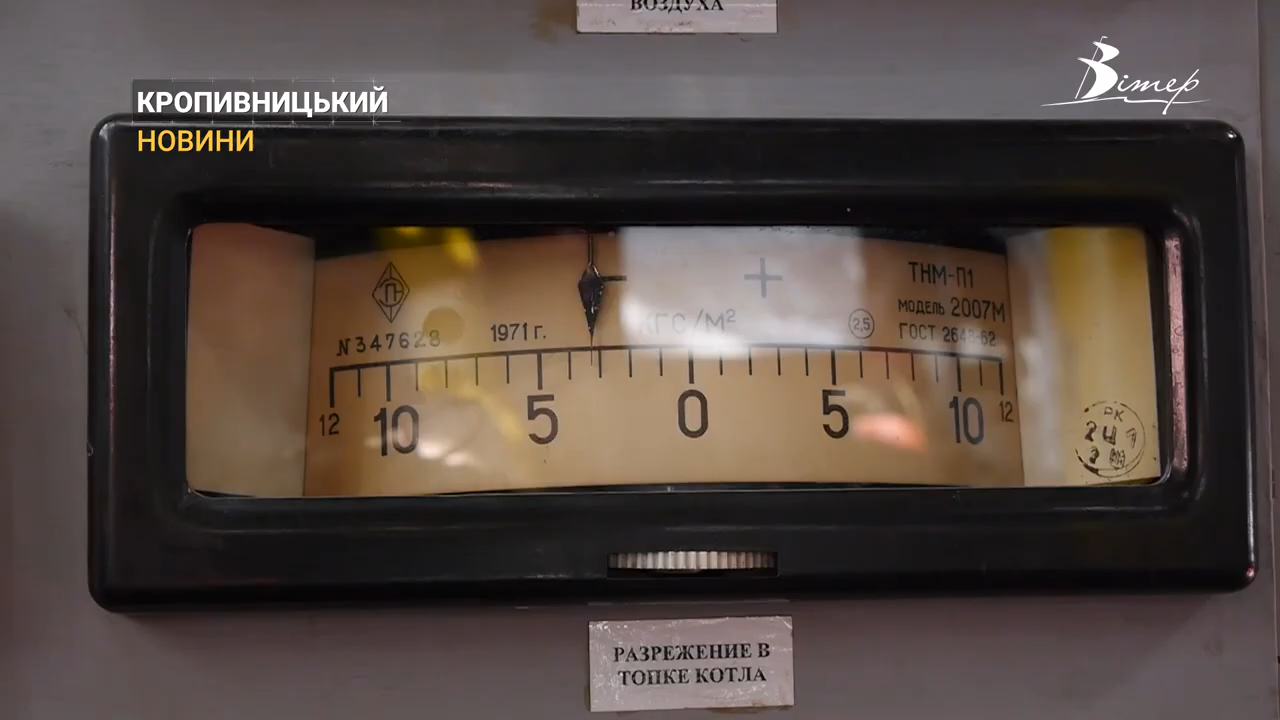 ВОЗДУХА
Вітер
КРОПИВНИЦЬКИЙ
НОВИНИ
П
- +
ТНМ-П1
МОДЕЛЬ 2007М
№347628
1971 г.
КГС/М²
2,5
ГОСТ 2648-62
12 10 5 0 5 10 12
РК
РАЗРЕЖЕНИЕ В
ТОПКЕ КОТЛА